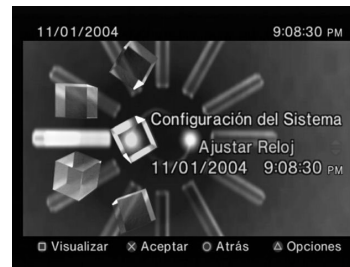 11/01/2004 9:08:30 PM
Configuración del Sistema
Ajustar Reloj
11/01/2004 9:08:30 PM
Visualizar Aceptar Atrás Opciones